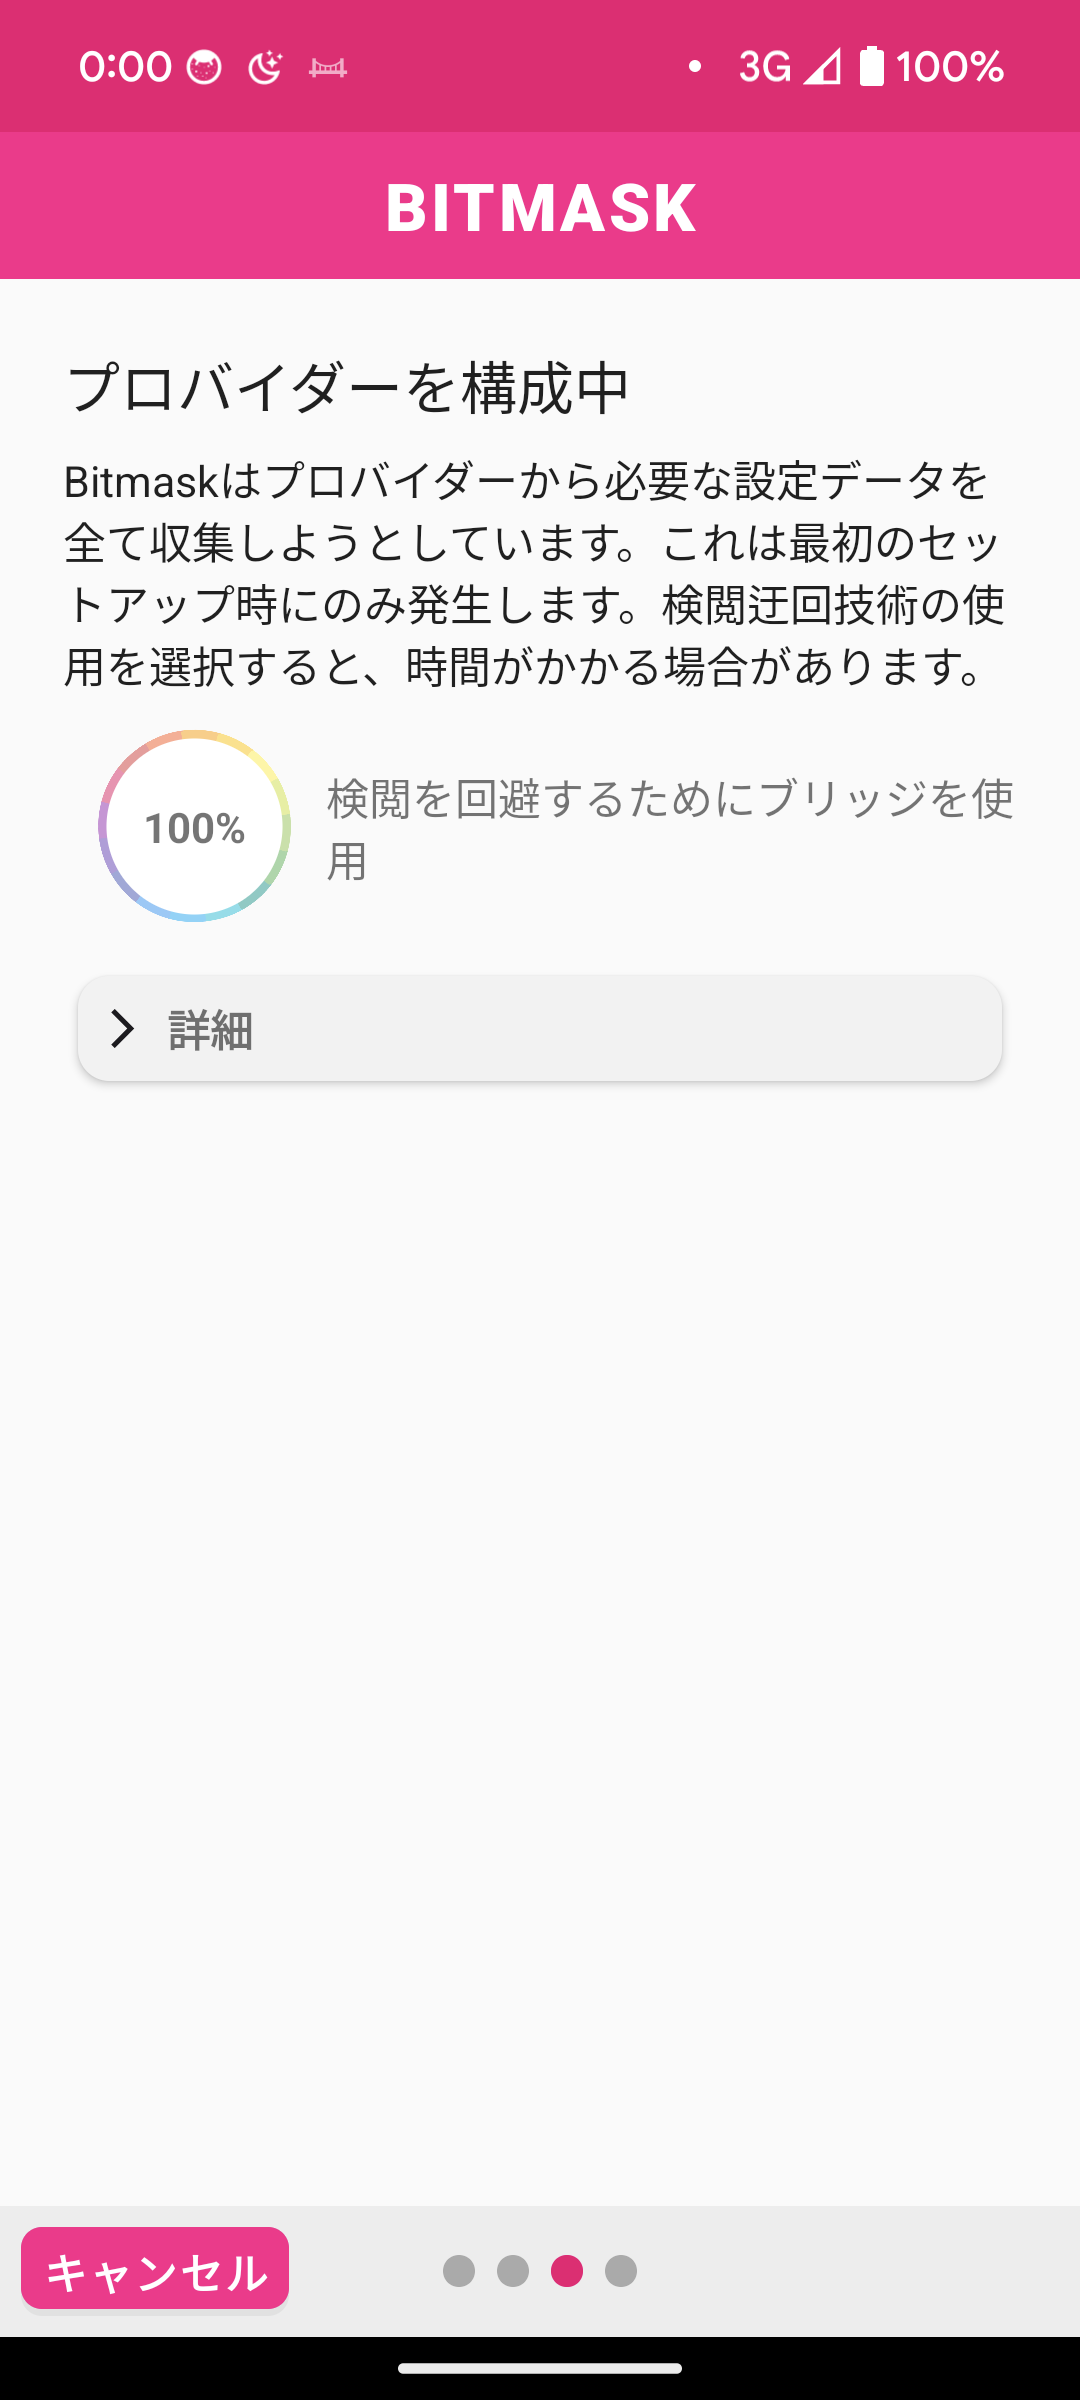 0:00 3G 100%
BITMASK
プロバイダーを構成中
Bitmaskはプロバイダーから必要な設定データを
全て収集しようとしています。これは最初のセッ
トアップ時にのみ発生します。検閲迂回技術の使
用を選択すると、時間がかかる場合があります。
100%
検閲を回避するためにブリッジを使
用
詳細
キャンセル